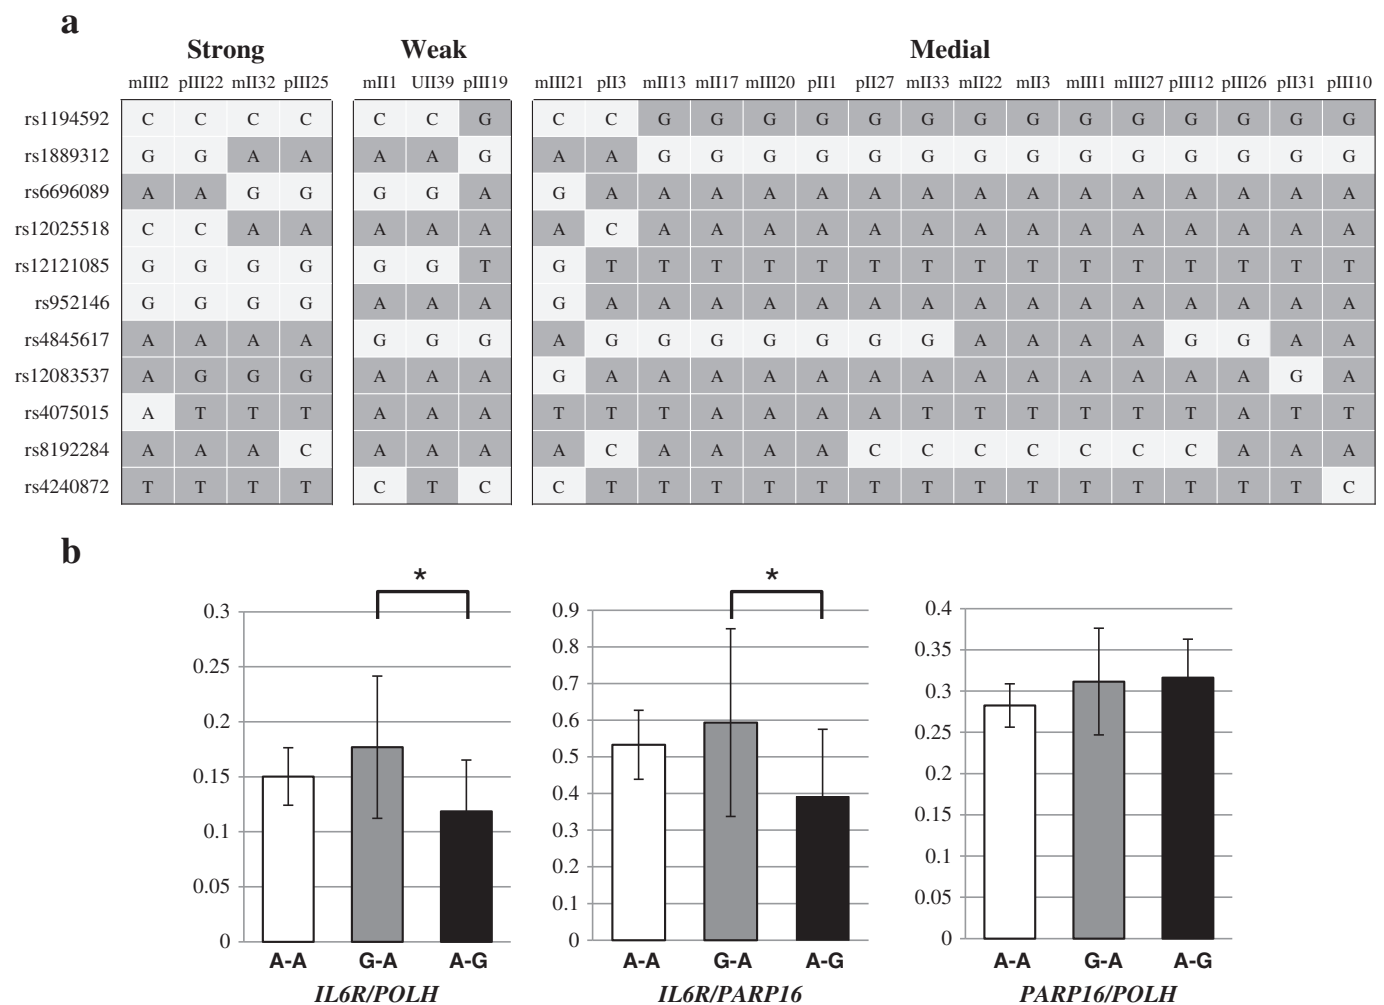 a
Strong Weak Medial
mIII2 pIII22 mII32 pIII25 mII1 UII39 pIII19 mIII21 pII3 mII13 mII17 mIII20 pII1 pII27 mII33 mII22 mII3 mIII1 mIII27 pIII12 pIII26 pII31 pIII10
rs1194592 C C C C C C G C C G G G G G G G G G G G G G G
rs1889312 G G A A A A G A A G G G G G G G G G G G G G G
rs6696089 A A G G G G A G A A A A A A A A A A A A A A A
rs12025518 C C A A A A A A C A A A A A A A A A A A A A A
rs12121085 G G G G G G T G T T T T T T T T T T T T T T T
rs952146 G G G G A A A G A A A A A A A A A A A A A A A
rs4845617 A A A A G G G A G G G G G G G A A A A G G A A
rs12083537 A G G G A A A G A A A A A A A A A A A A A G A
rs4075015 A T T T A A A T T T A A A A T T T T T T A T T
rs8192284 A A A C A A A A C A A A A C C C C C C C A A A
rs4240872 T T T T C T C C T T T T T T T T T T T T T T C
b
* *
0.3 0.9 0.4
0.25 0.8 0.35
0.2 0.7 0.3
0.15 0.6 0.25
0.1 0.5 0.2
0.05 0.4 0.15
0 0.3 0.1
0.2 0.05
0.1 0
0
A-A G-A A-G A-A G-A A-G A-A G-A A-G
IL6R/POLH IL6R/PARP16 PARP16/POLH